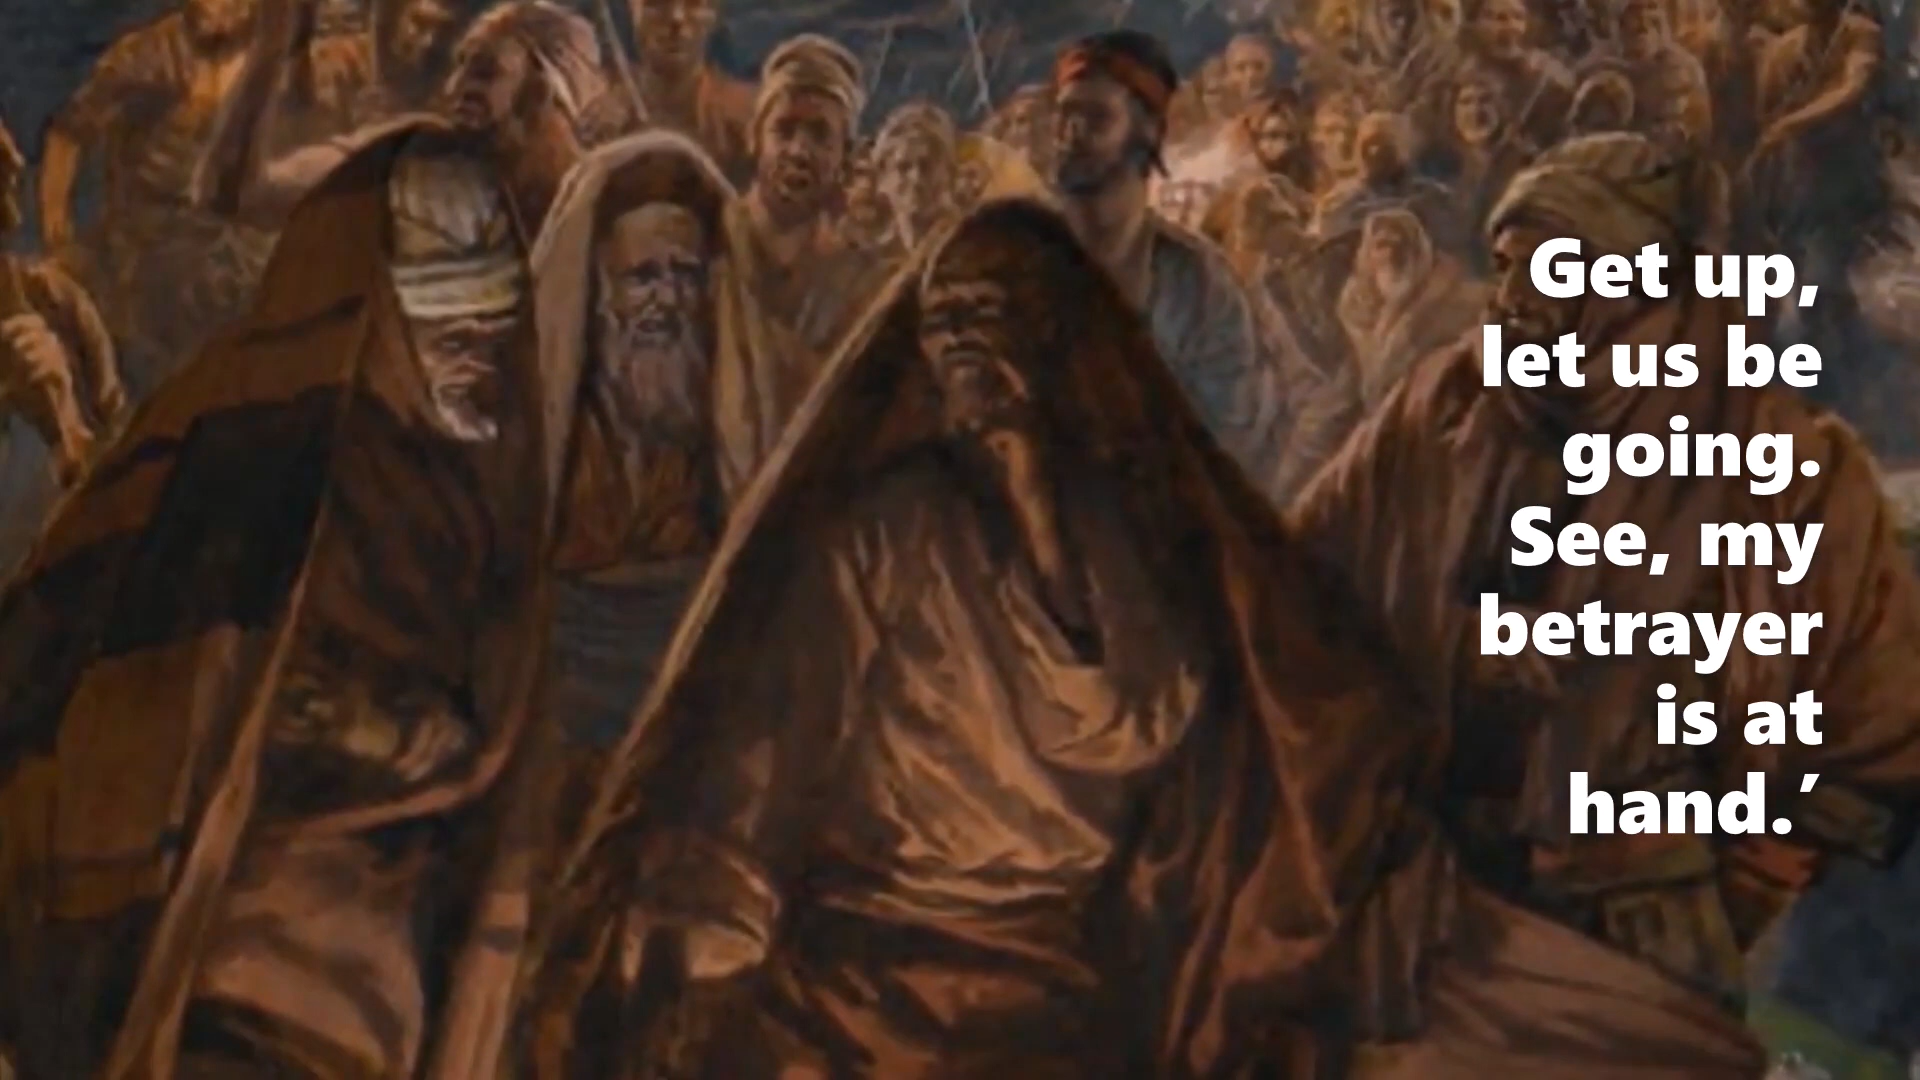 Get up,
let us be
going.
See, my
betrayer
is at
hand.’